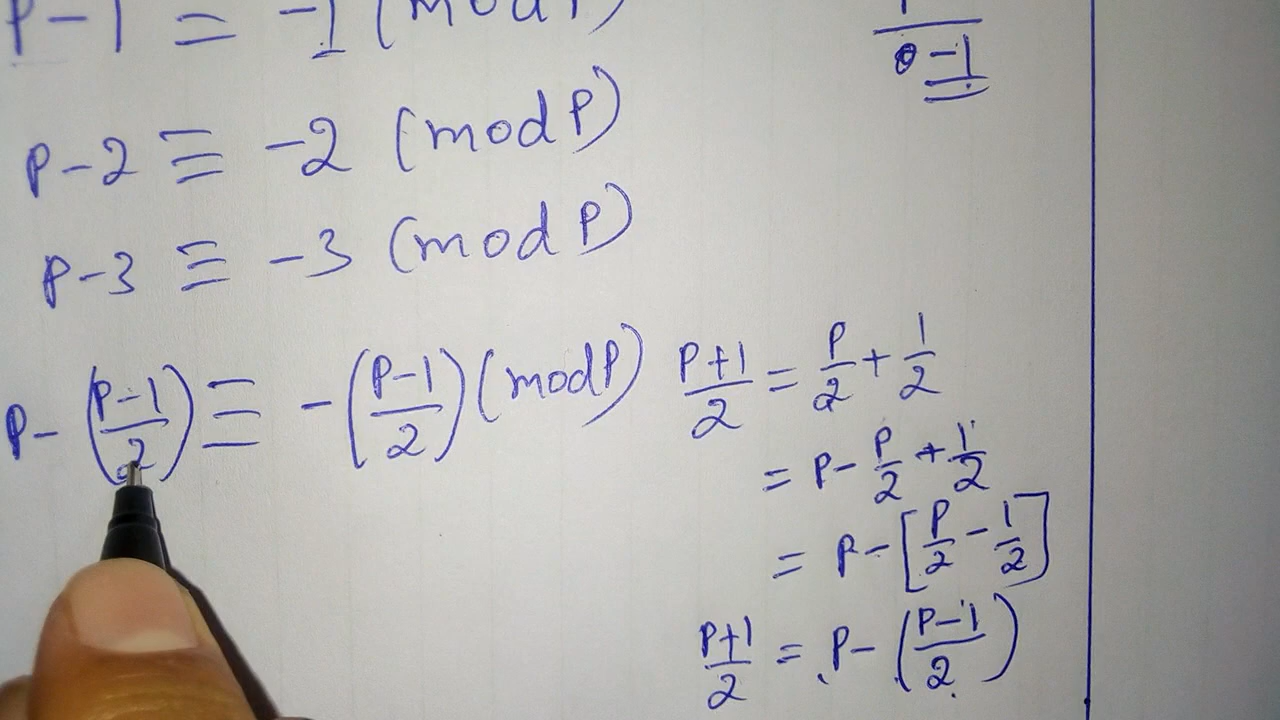 P-1 ≡ -1 (mod P)
P-2 ≡ -2 (mod P)
P-3 ≡ -3 (mod P)
P-(P-1/2) ≡ -(P-1/2) (mod P)
P+1/2 = P/2 + 1/2
= P - P/2 + 1/2
= P - [P/2 - 1/2]
P+1/2 = P - (P-1/2)